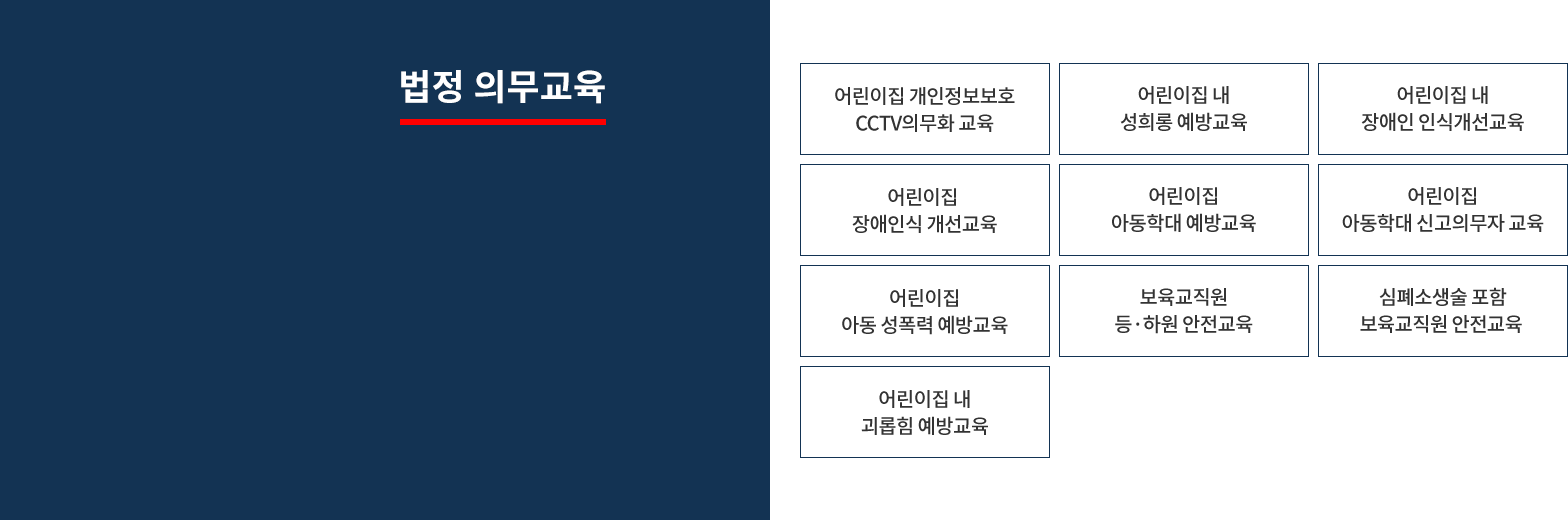 법정 의무교육
어린이집 개인정보보호
CCTV의무화 교육
어린이집 내
성희롱 예방교육
어린이집 내
장애인 인식개선교육
어린이집
장애인식 개선교육
어린이집
아동학대 예방교육
어린이집
아동학대 신고의무자 교육
어린이집
아동 성폭력 예방교육
보육교직원
등·하원 안전교육
심폐소생술 포함
보육교직원 안전교육
어린이집 내
괴롭힘 예방교육